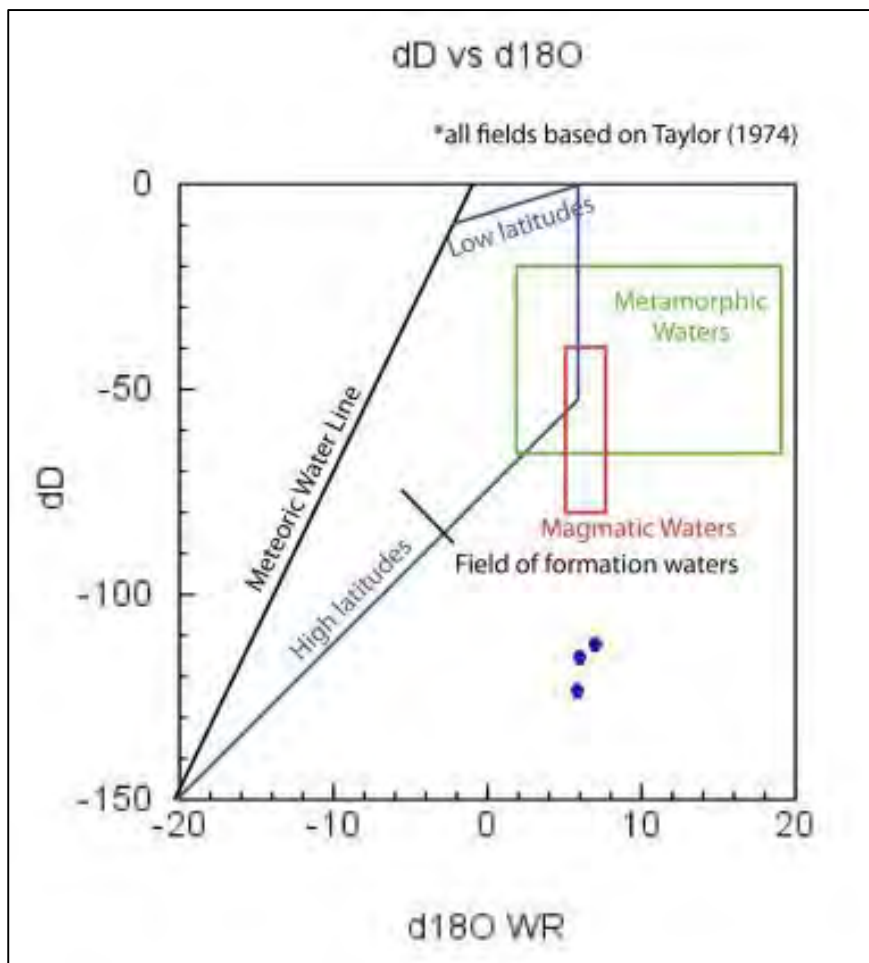 dD vs d18O
*all fields based on Taylor (1974)
0
Low latitudes
Metamorphic
Waters
-50
Meteoric Water Line
dD
Magmatic Waters
Field of formation waters
High latitudes
-100
-150
-20
-10
0
10
20
d18O WR